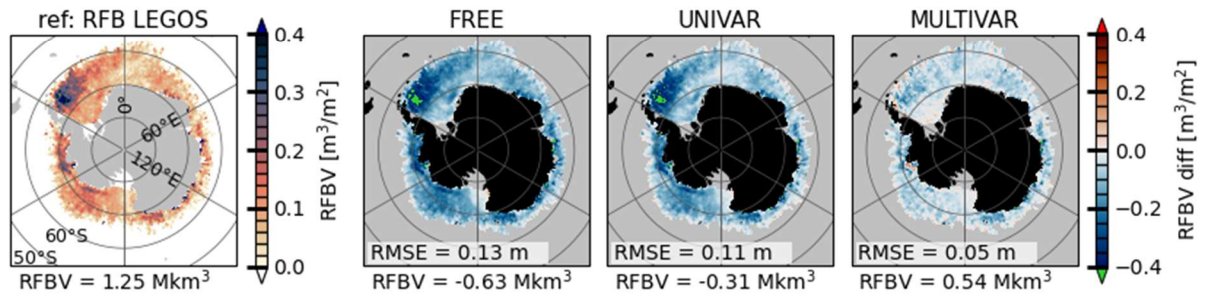 ref: RFB LEGOS
FREE
UNIVAR
MULTIVAR
0°
60°E
120°E
60°S
50°S
0.4
0.3
0.2
0.1
0.0
RFBV [m³/m²]
RMSE = 0.13 m
RMSE = 0.11 m
RMSE = 0.05 m
0.4
0.2
0.0
−0.2
−0.4
RFBV diff [m³/m²]
RFBV = 1.25 Mkm³
RFBV = -0.63 Mkm³
RFBV = -0.31 Mkm³
RFBV = 0.54 Mkm³